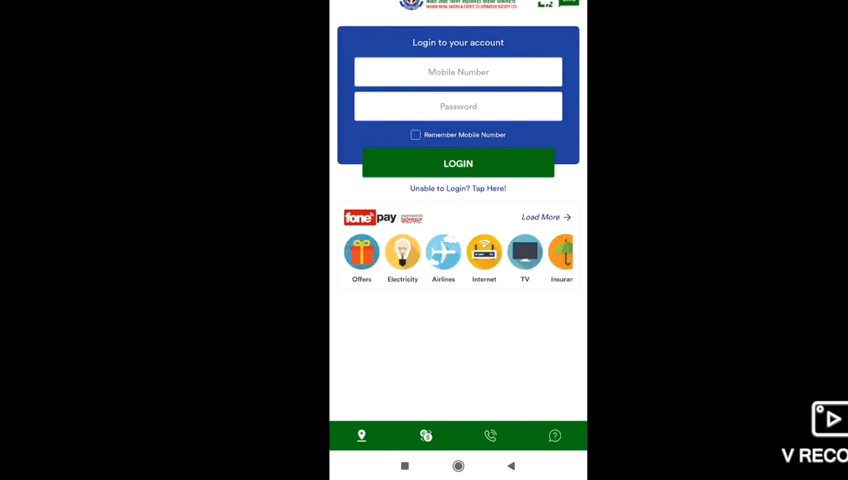 Login to your account
Mobile Number
Password
Remember Mobile Number
LOGIN
Unable to Login? Tap Here!
fone pay
Load More →
Offers
Electricity
Airlines
Internet
TV
Insuran
V RECO